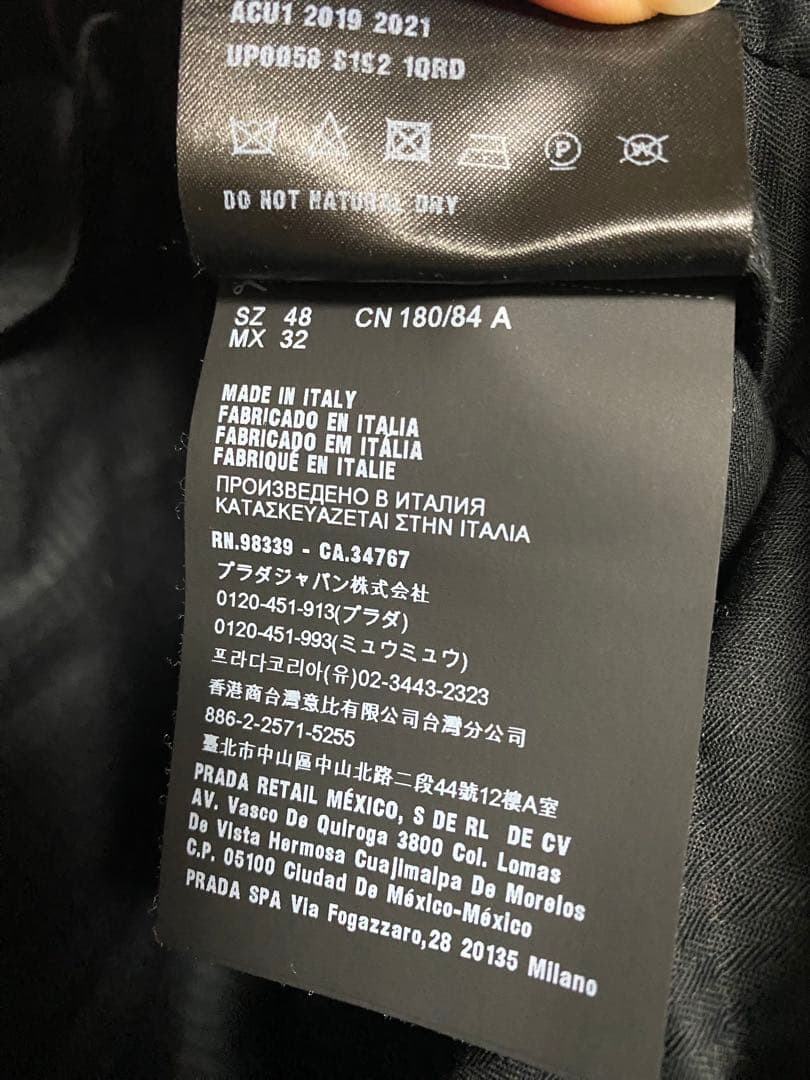 ACU1 2019 2021
UP0058 S192 1QRD
P
W
DO NOT NATURAL DRY
SZ 48 CN 180/84 A
MX 32
MADE IN ITALY
FABRICADO EN ITALIA
FABRICADO EM ITÁLIA
FABRIQUÉ EN ITALIE
ПРОИЗВЕДЕНО В ИТАЛИЯ
ΚΑΤΑΣΚΕΥΑΖΕΤΑΙ ΣΤΗΝ ΙΤΑΛΙΑ
RN.98339 - CA.34767
プラダジャパン株式会社
0120-451-913(プラダ)
0120-451-993(ミュウミュウ)
프라다코리아(유)02-3443-2323
香港商台灣意比有限公司台灣分公司
886-2-2571-5255
臺北市中山區中山北路二段44號12樓A室
PRADA RETAIL MÉXICO, S DE RL DE CV
AV. Vasco De Quiroga 3800 Col. Lomas
De Vista Hermosa Cuajimalpa De Morelos
C.P. 05100 Ciudad De México-México
PRADA SPA Via Fogazzaro,28 20135 Milano